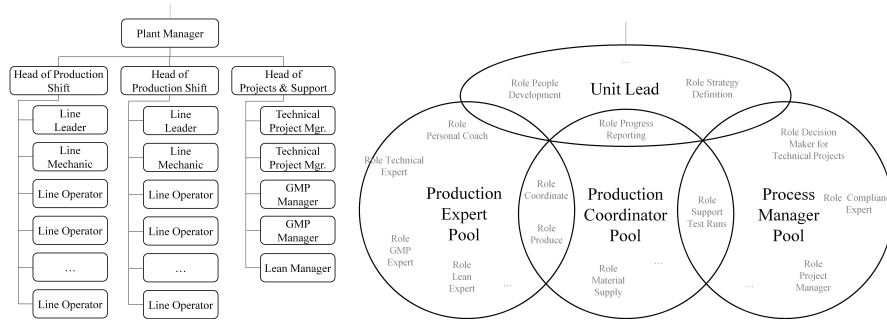 Plant Manager
Head of Production
Shift
Head of
Production Shift
Head of
Projects & Support
Line
Leader
Line
Mechanic
Line Operator
Line Operator
…
Line Operator
Line
Leader
Line
Mechanic
Line Operator
Line Operator
…
Line Operator
Technical
Project Mgr.
Technical
Project Mgr.
GMP
Manager
GMP
Manager
Lean Manager
…
Unit Lead
Role People
Development
Role Strategy
Definition
Role Progress
Reporting
Role
Personal Coach
Role Technical
Expert
Production
Expert
Pool
Role
GMP
Expert
Role
Lean
Expert
…
Role
Coordinate
Role
Produce
Production
Coordinator
Pool
Role
Material
Supply
…
Role
Support
Test Runs
Role Decision
Maker for
Technical Projects
Process
Manager
Pool
Role Compliance
Expert
Role
Project
Manager
…